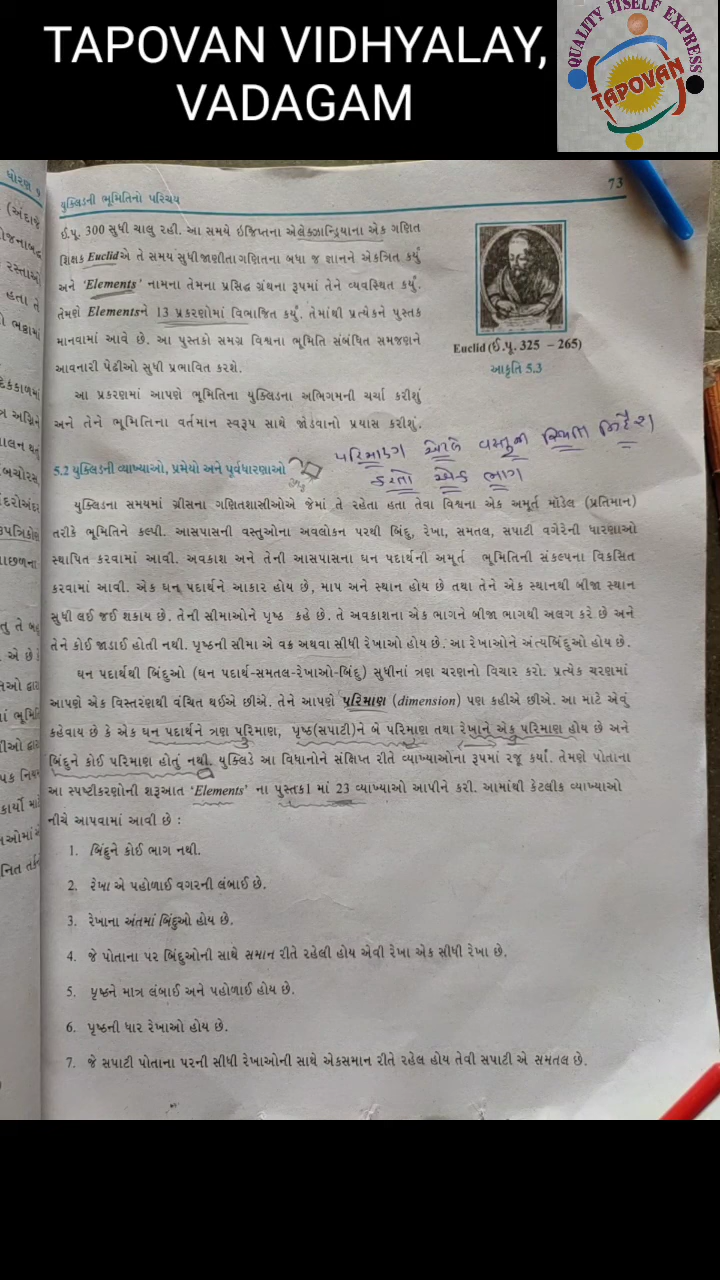 TAPOVAN VIDHYALAY,
VADAGAM
QUALITY ITSELF EXPRESS
TAPOVAN
ધોરણ ૧
યુક્લિડની ભૂમિતિનો પરિચય
73
ઈ.પૂ. 300 સુધી ચાલુ રહી. આ સમયે ઇજિપ્તના એલેક્ઝાન્ડ્રિયાના એક ગણિત
શિક્ષક Euclidએ તે સમય સુધી જાણીતા ગણિતના બધા જ જ્ઞાનને એકત્રિત કર્યું
અને 'Elements' નામના તેમના પ્રસિદ્ધ ગ્રંથના રૂપમાં તેને વ્યવસ્થિત કર્યું.
તેમણે Elementsને 13 પ્રકરણોમાં વિભાજિત કર્યું. તેમાંથી પ્રત્યેકને પુસ્તક
માનવામાં આવે છે. આ પુસ્તકો સમગ્ર વિશ્વના ભૂમિતિ સંબંધિત સમજણને
આવનારી પેઢીઓ સુધી પ્રભાવિત કરશે.
Euclid (ઈ.પૂ. 325 – 265)
આકૃતિ 5.3
આ પ્રકરણમાં આપણે ભૂમિતિના યુક્લિડના અભિગમની ચર્ચા કરીશું
અને તેને ભૂમિતિના વર્તમાન સ્વરૂપ સાથે જોડવાનો પ્રયાસ કરીશું.
પરિમાણ એટલે વસ્તુની સ્થિતિ નિર્દેશ
કરતો એક ભાગ
5.2 યુક્લિડની વ્યાખ્યાઓ, પ્રમેયો અને પૂર્વધારણાઓ
યુક્લિડના સમયમાં ગ્રીસના ગણિતશાસીઓએ જેમાં તે રહેતા હતા તેવા વિશ્વના એક અમૂર્ત મોડેલ (પ્રતિમાન)
તરીકે ભૂમિતિને કલ્પી. આસપાસની વસ્તુઓના અવલોકન પરથી બિંદુ, રેખા, સમતલ, સપાટી વગેરેની ધારણાઓ
સ્થાપિત કરવામાં આવી. અવકાશ અને તેની આસપાસના ઘન પદાર્થની અમૂર્ત ભૂમિતિની સંકલ્પના વિકસિત
કરવામાં આવી. એક ઘન પદાર્થને આકાર હોય છે, માપ અને સ્થાન હોય છે તથા તેને એક સ્થાનથી બીજા સ્થાન
સુધી લઈ જઈ શકાય છે. તેની સીમાઓને પૃષ્ઠ કહે છે. તે અવકાશના એક ભાગને બીજા ભાગથી અલગ કરે છે અને
તેને કોઈ જાડાઈ હોતી નથી. પૃષ્ઠની સીમા એ વક્ર અથવા સીધી રેખાઓ હોય છે. આ રેખાઓને અંત્યબિંદુઓ હોય છે.
ઘન પદાર્થથી બિંદુઓ (ઘન પદાર્થ-સમતલ-રેખાઓ-બિંદુ) સુધીનાં ત્રણ ચરણનો વિચાર કરો. પ્રત્યેક ચરણમાં
આપણે એક વિસ્તરણથી વંચિત થઈએ છીએ. તેને આપણે પરિમાણ (dimension) પણ કહીએ છીએ. આ માટે એવું
કહેવાય છે કે એક ઘન પદાર્થને ત્રણ પરિમાણ, પૃષ્ઠ(સપાટી)ને બે પરિમાણ તથા રેખાને એક પરિમાણ હોય છે અને
બિંદુને કોઈ પરિમાણ હોતું નથી. યુક્લિડે આ વિધાનોને સંક્ષિપ્ત રીતે વ્યાખ્યાઓના રૂપમાં રજૂ કર્યાં. તેમણે પોતાના
આ સ્પષ્ટીકરણોની શરૂઆત 'Elements' ના પુસ્તક1 માં 23 વ્યાખ્યાઓ આપીને કરી. આમાંથી કેટલીક વ્યાખ્યાઓ
નીચે આપવામાં આવી છે :
1. બિંદુને કોઈ ભાગ નથી.
2. રેખા એ પહોળાઈ વગરની લંબાઈ છે.
3. રેખાના અંતમાં બિંદુઓ હોય છે.
4. જે પોતાના પર બિંદુઓની સાથે સમાન રીતે રહેલી હોય એવી રેખા એક સીધી રેખા છે.
5. પૃષ્ઠને માત્ર લંબાઈ અને પહોળાઈ હોય છે.
6. પૃષ્ઠની ધાર રેખાઓ હોય છે.
7. જે સપાટી પોતાના પરની સીધી રેખાઓની સાથે એકસમાન રીતે રહેલ હોય તેવી સપાટી એ સમતલ છે.